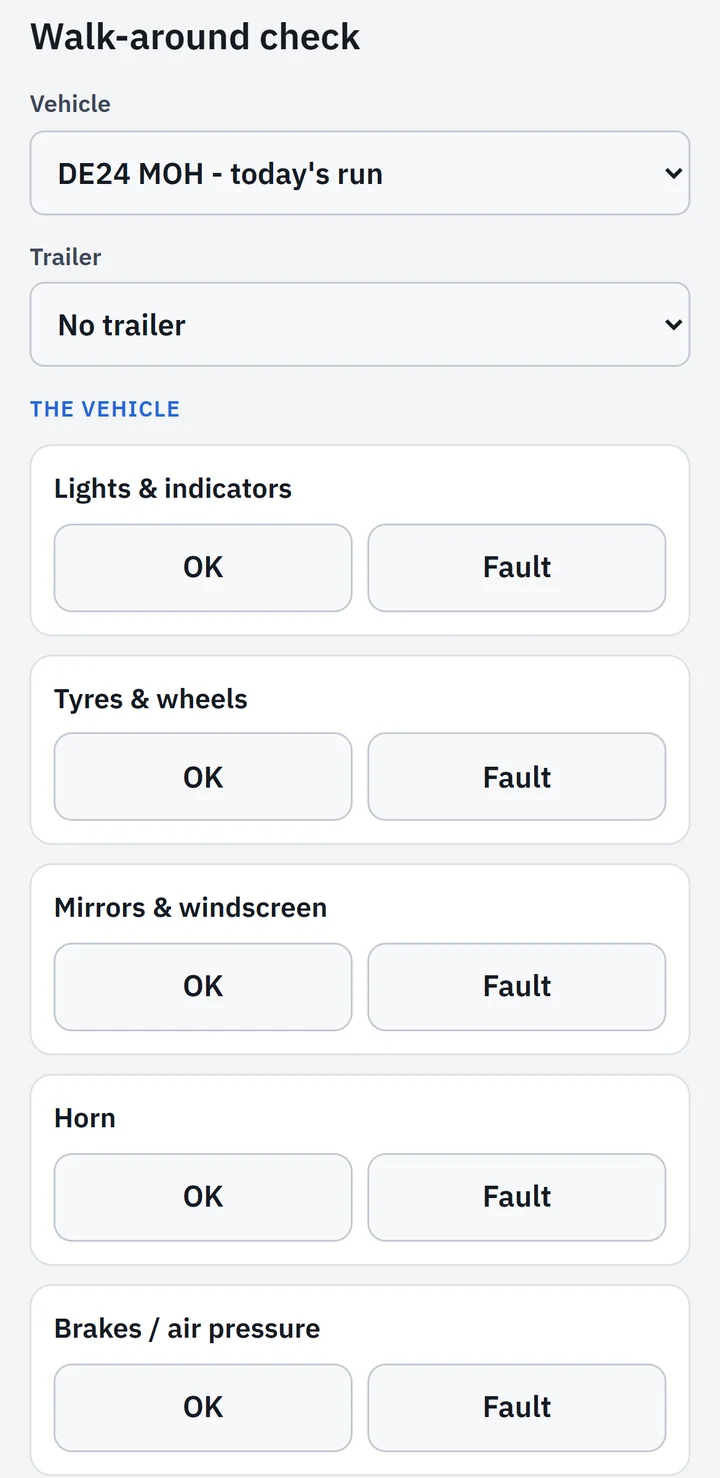 Walk-around check
Vehicle
DE24 MOH - today's run
Trailer
No trailer
THE VEHICLE
Lights & indicators
OK Fault
Tyres & wheels
OK Fault
Mirrors & windscreen
OK Fault
Horn
OK Fault
Brakes / air pressure
OK Fault